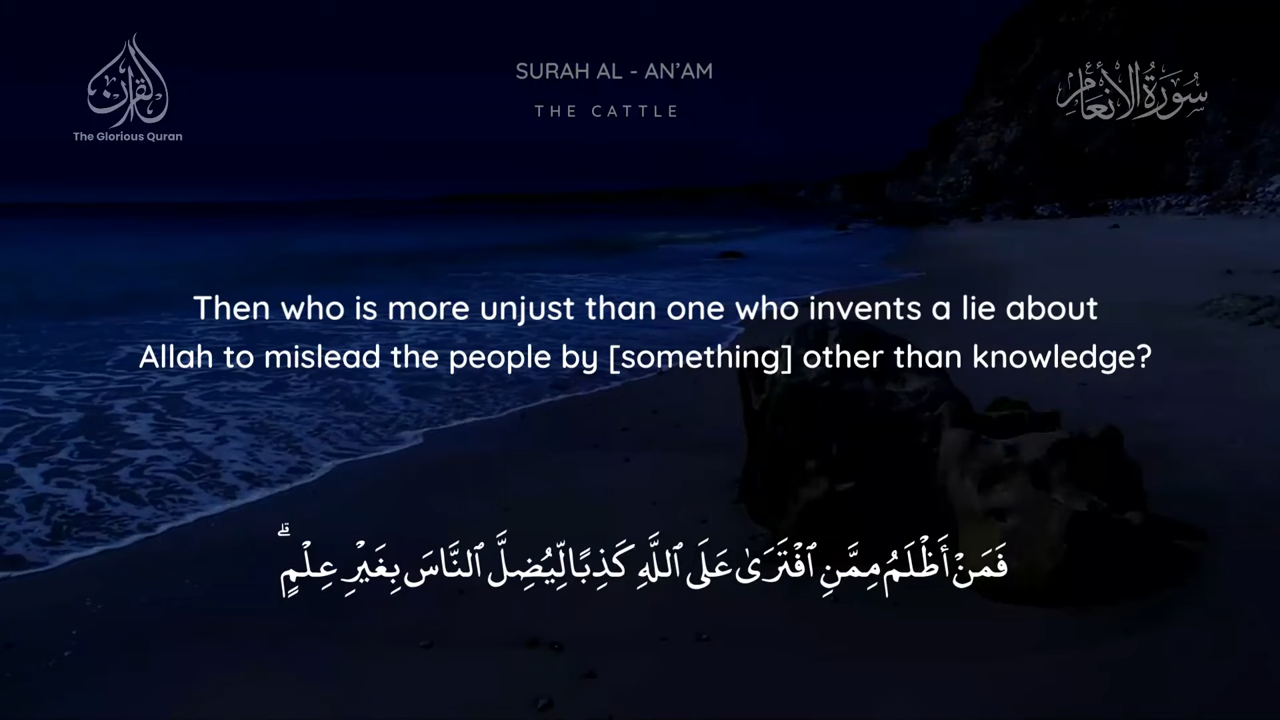 القرآن
The Glorious Quran
SURAH AL - AN’AM
THE CATTLE
سُورَةُ الأَنْعَام
Then who is more unjust than one who invents a lie about
Allah to mislead the people by [something] other than knowledge?
فَمَنْ أَظْلَمُ مِمَّنِ ٱفْتَرَىٰ عَلَى ٱللَّهِ كَذِبًا لِّيُضِلَّ ٱلنَّاسَ بِغَيْرِ عِلْمٍ ۗ